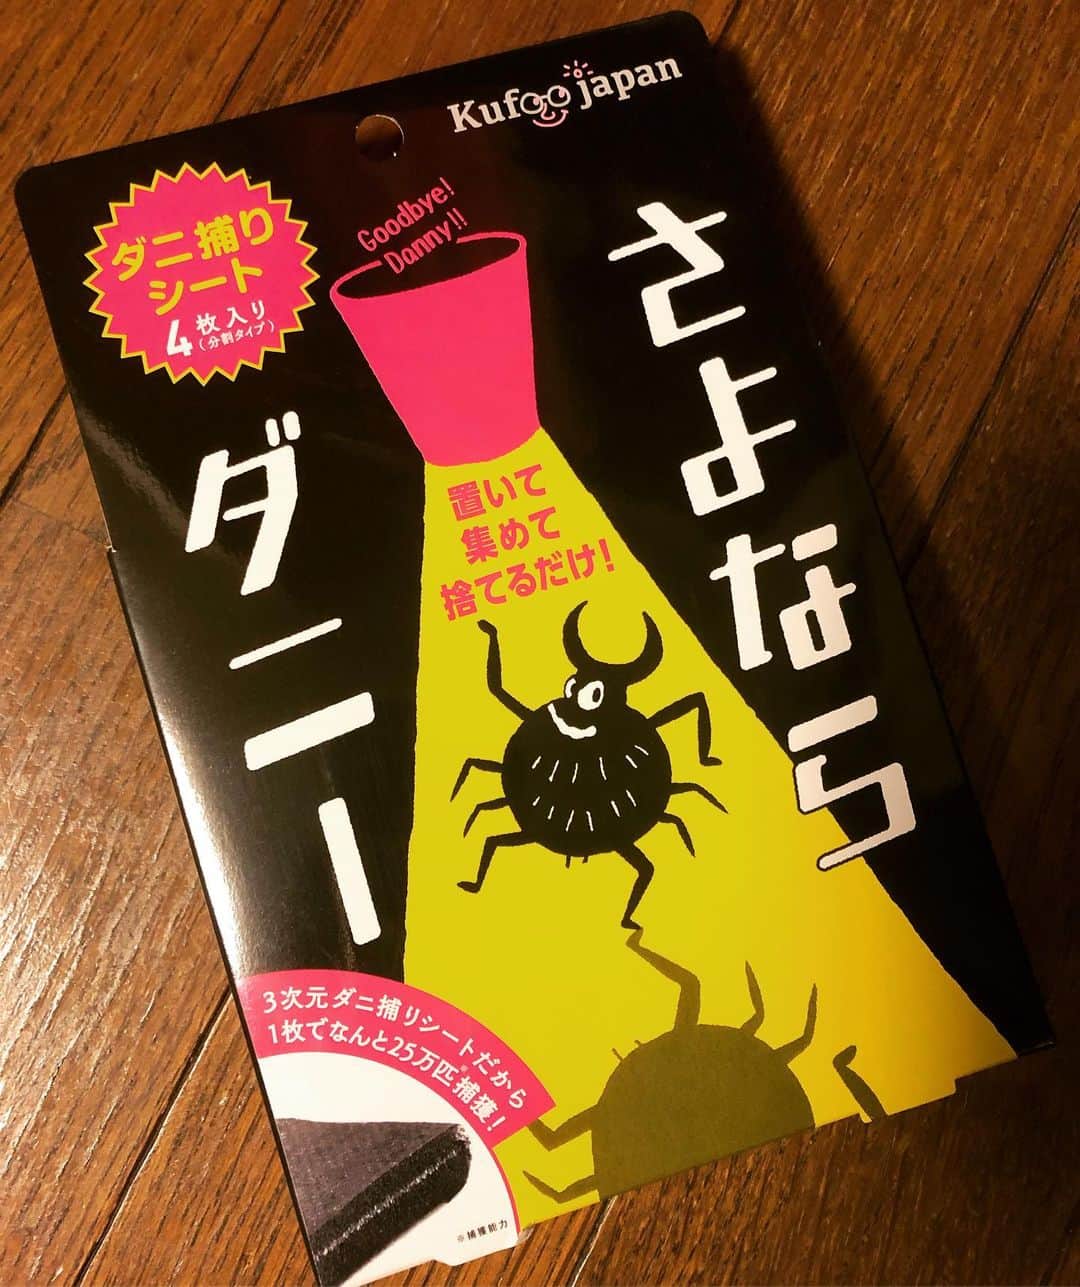 Kufoo japan
ダニ捕り
シート
4枚入り
(分割タイプ)
Goodbye!
Danny!!
さよなら
ダニー
置いて
集めて
捨てるだけ!
3次元ダニ捕りシートだから
1枚でなんと25万匹※捕獲!
※捕獲能力